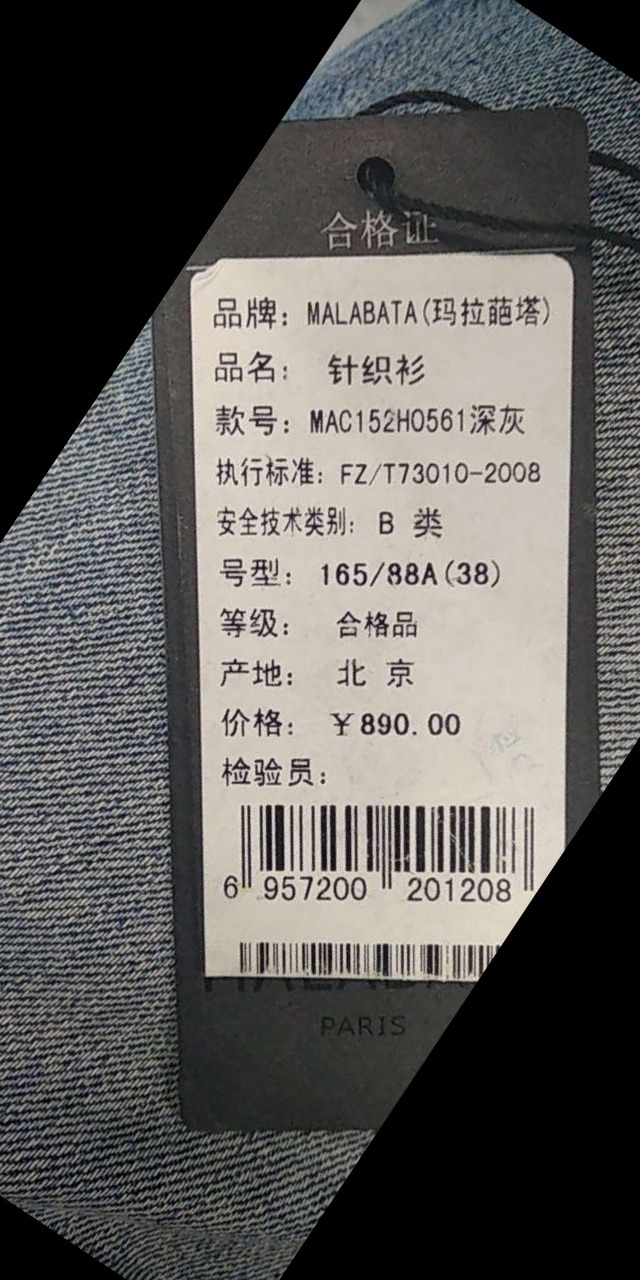 合格证
品牌：MALABATA(玛拉葩塔)
品名： 针织衫
款号：MAC152H0561深灰
执行标准：FZ/T73010-2008
安全技术类别：B 类
号型：165/88A(38)
等级： 合格品
产地：北 京
价格：￥890.00
检验员：
6 957200 201208
PARIS